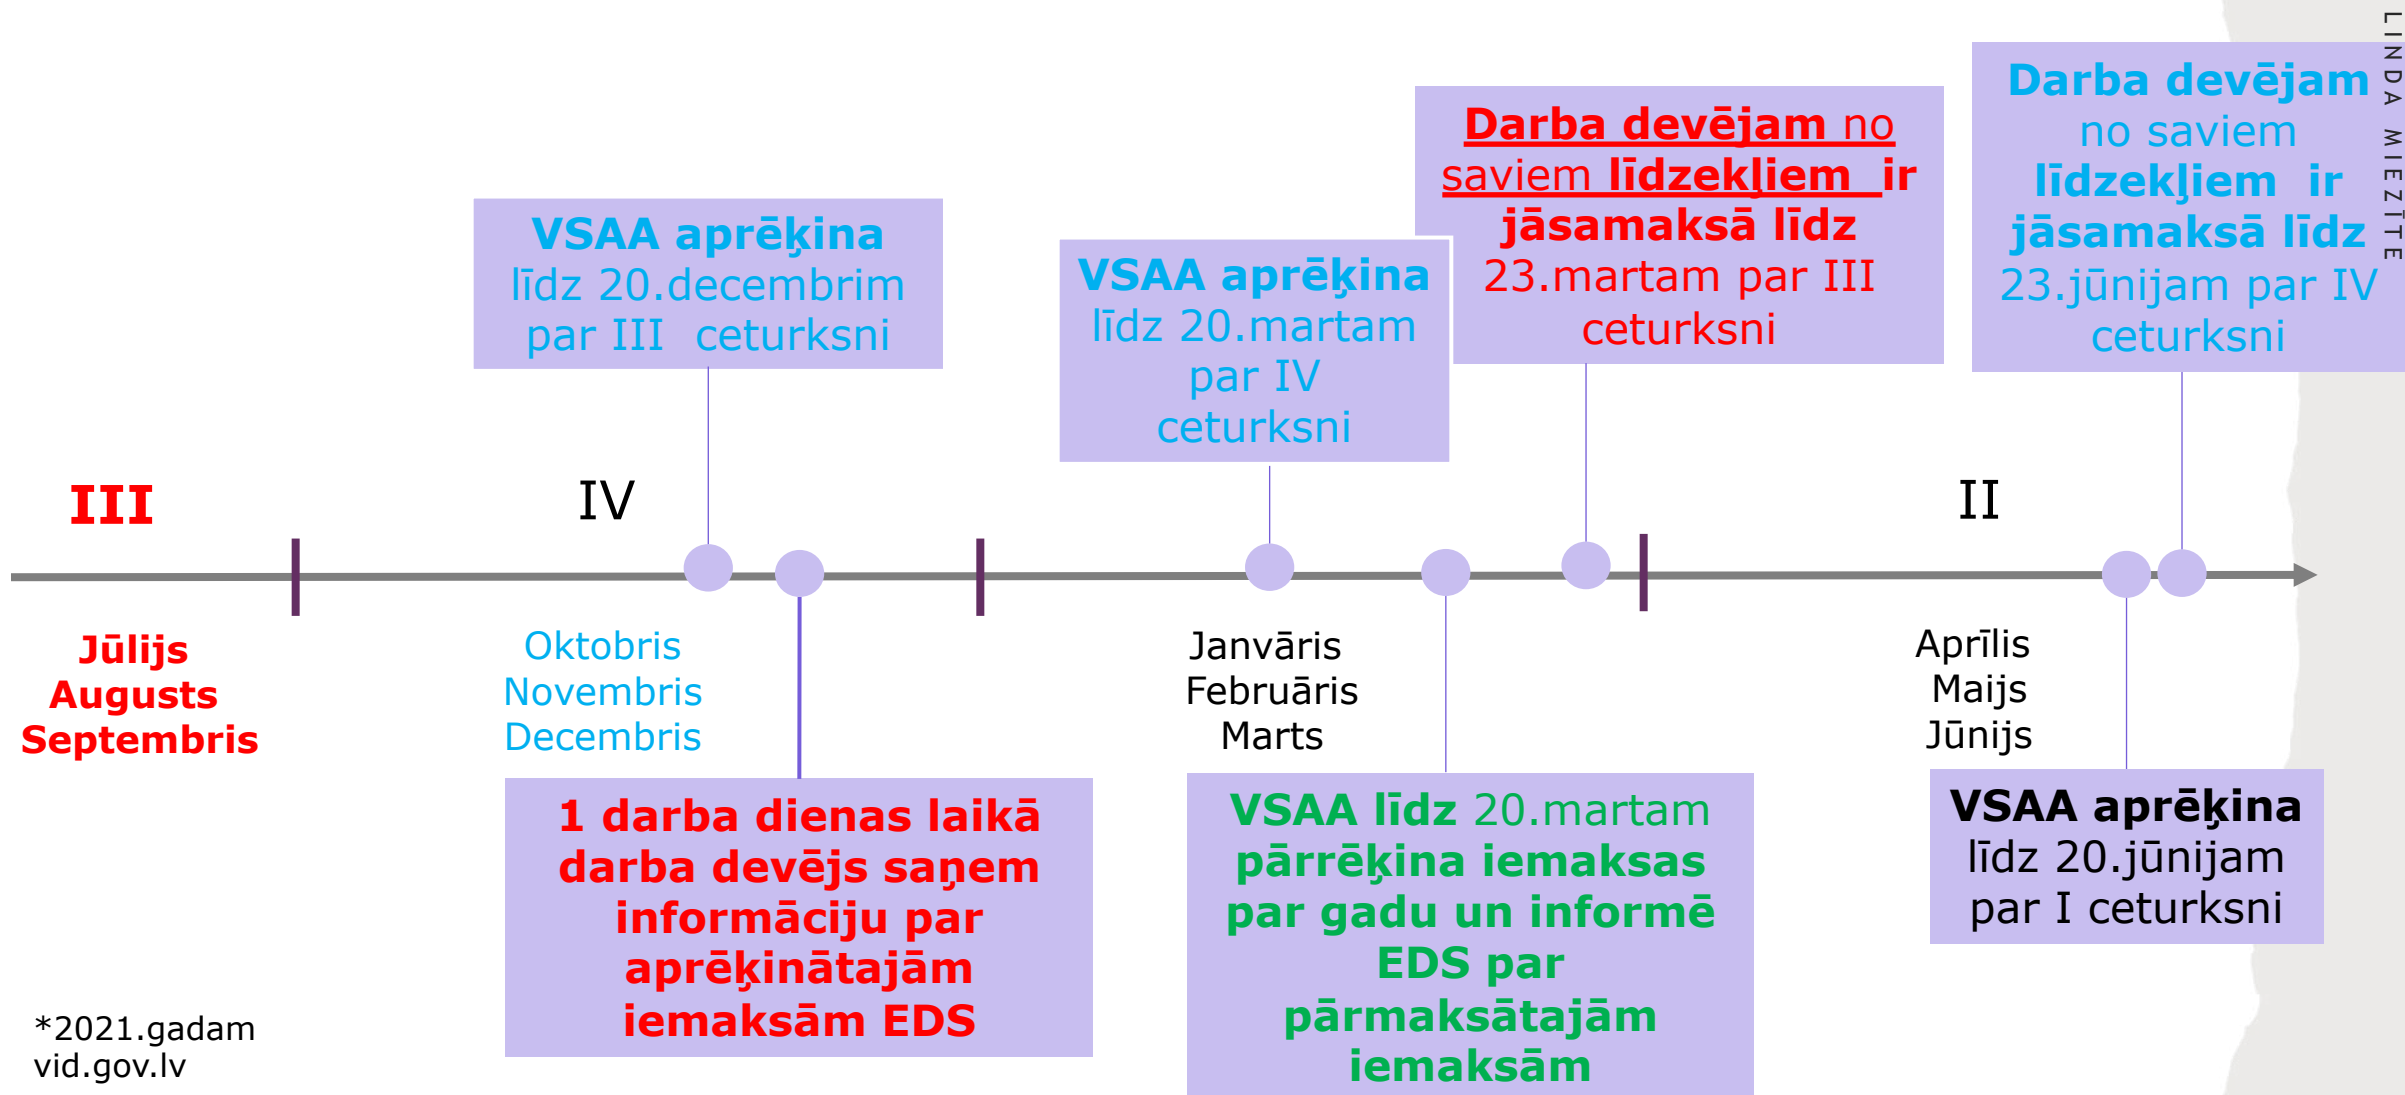 LINDA MIEZĪTE
Darba devējam
no saviem
līdzekļiem ir
jāsamaksā līdz
23.jūnijam par IV
ceturksni
Darba devējam no
saviem līdzekļiem ir
jāsamaksā līdz
23.martam par III
ceturksni
VSAA aprēķina
līdz 20.decembrim
par III ceturksni
VSAA aprēķina
līdz 20.martam
par IV
ceturksni
III
IV
II
Jūlijs
Augusts
Septembris
Oktobris
Novembris
Decembris
Janvāris
Februāris
Marts
Aprīlis
Maijs
Jūnijs
1 darba dienas laikā
darba devējs saņem
informāciju par
aprēķinātajām
iemaksām EDS
VSAA līdz 20.martam
pārrēķina iemaksas
par gadu un informē
EDS par
pārmaksātajām
iemaksām
VSAA aprēķina
līdz 20.jūnijam
par I ceturksni
*2021.gadam
vid.gov.lv